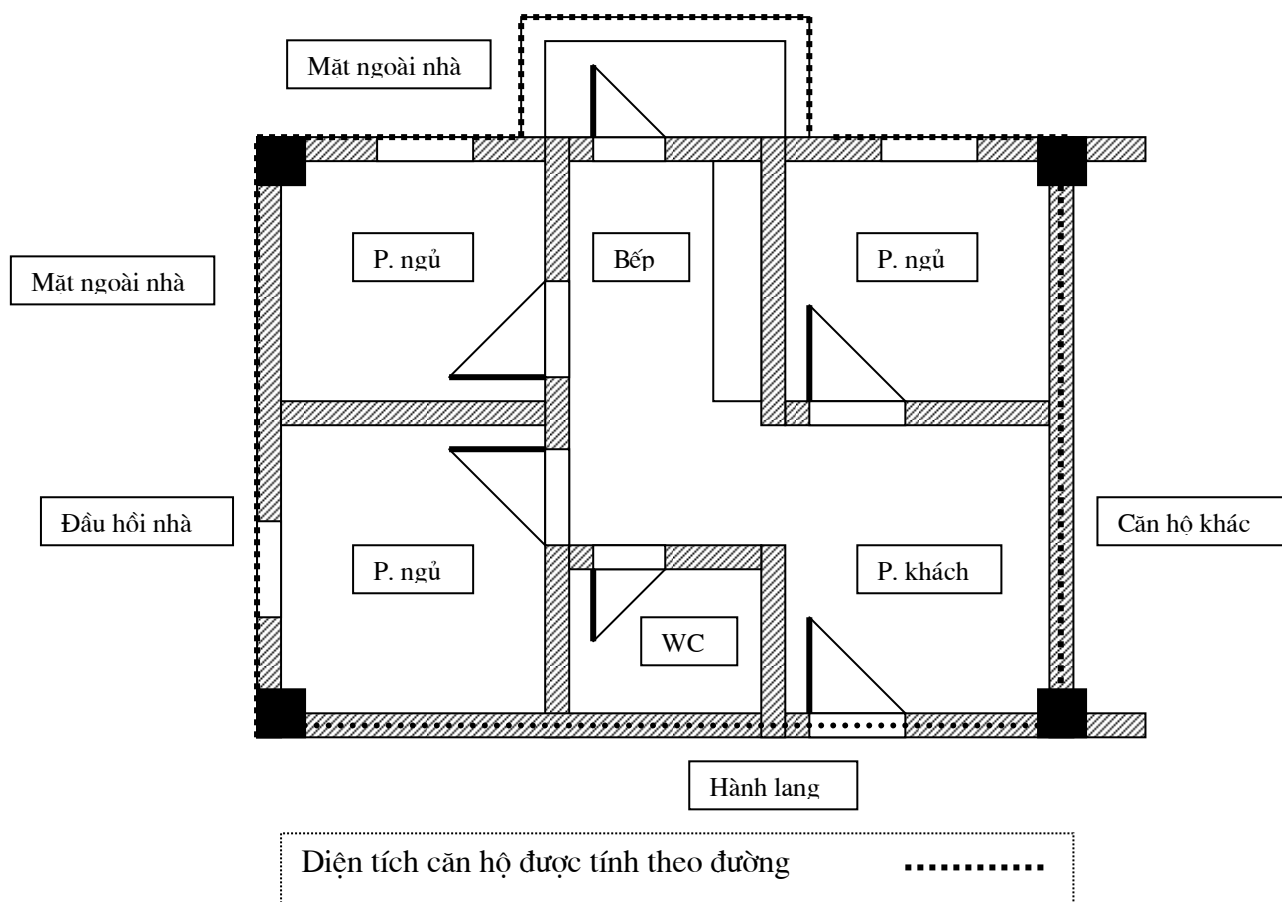 Mặt ngoài nhà
Mặt ngoài nhà
P. ngủ
Bếp
P. ngủ
Đầu hồi nhà
Căn hộ khác
P. ngủ
P. khách
WC
Hành lang
Diện tích căn hộ được tính theo đường